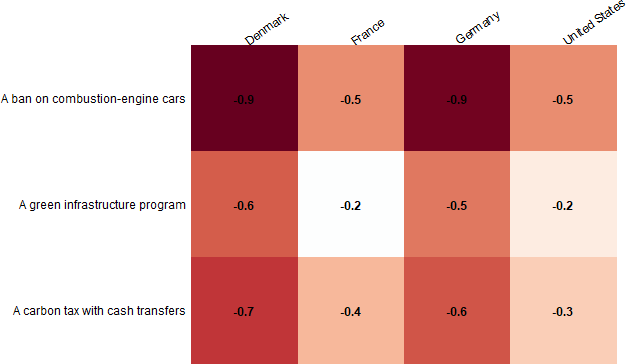 Denmark France Germany United States
A ban on combustion-engine cars -0.9 -0.5 -0.9 -0.5
A green infrastructure program -0.6 -0.2 -0.5 -0.2
A carbon tax with cash transfers -0.7 -0.4 -0.6 -0.3